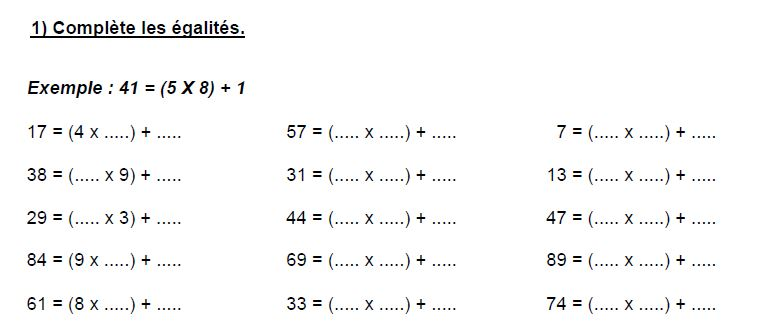 1) Complète les égalités.
Exemple : 41 = (5 X 8) + 1
17 = (4 x .....) + ..... 57 = (..... x .....) + ..... 7 = (..... x .....) + .....
38 = (..... x 9) + ..... 31 = (..... x .....) + ..... 13 = (..... x .....) + .....
29 = (..... x 3) + ..... 44 = (..... x .....) + ..... 47 = (..... x .....) + .....
84 = (9 x .....) + ..... 69 = (..... x .....) + ..... 89 = (..... x .....) + .....
61 = (8 x .....) + ..... 33 = (..... x .....) + ..... 74 = (..... x .....) + .....